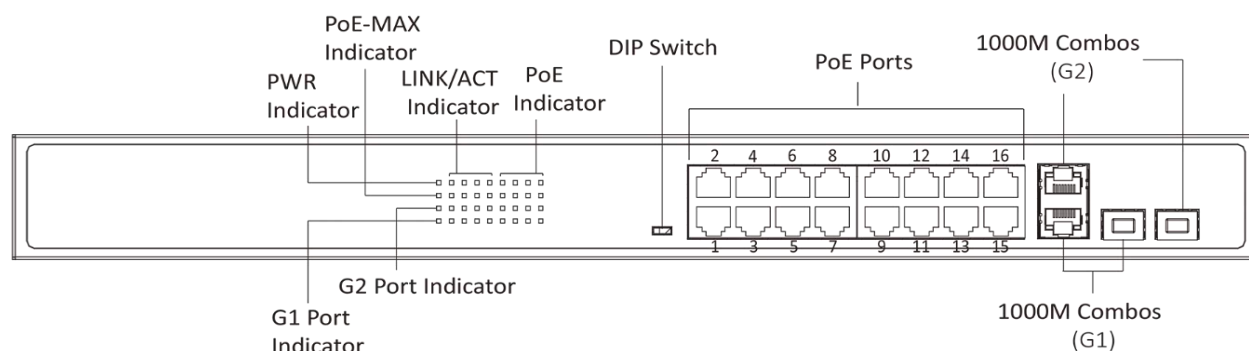 PoE-MAX
Indicator
PWR
Indicator
LINK/ACT
Indicator
PoE
Indicator
DIP Switch
PoE Ports
1000M Combos
(G2)
2 4 6 8 10 12 14 16
1 3 5 7 9 11 13 15
G2 Port Indicator
G1 Port
Indicator
1000M Combos
(G1)